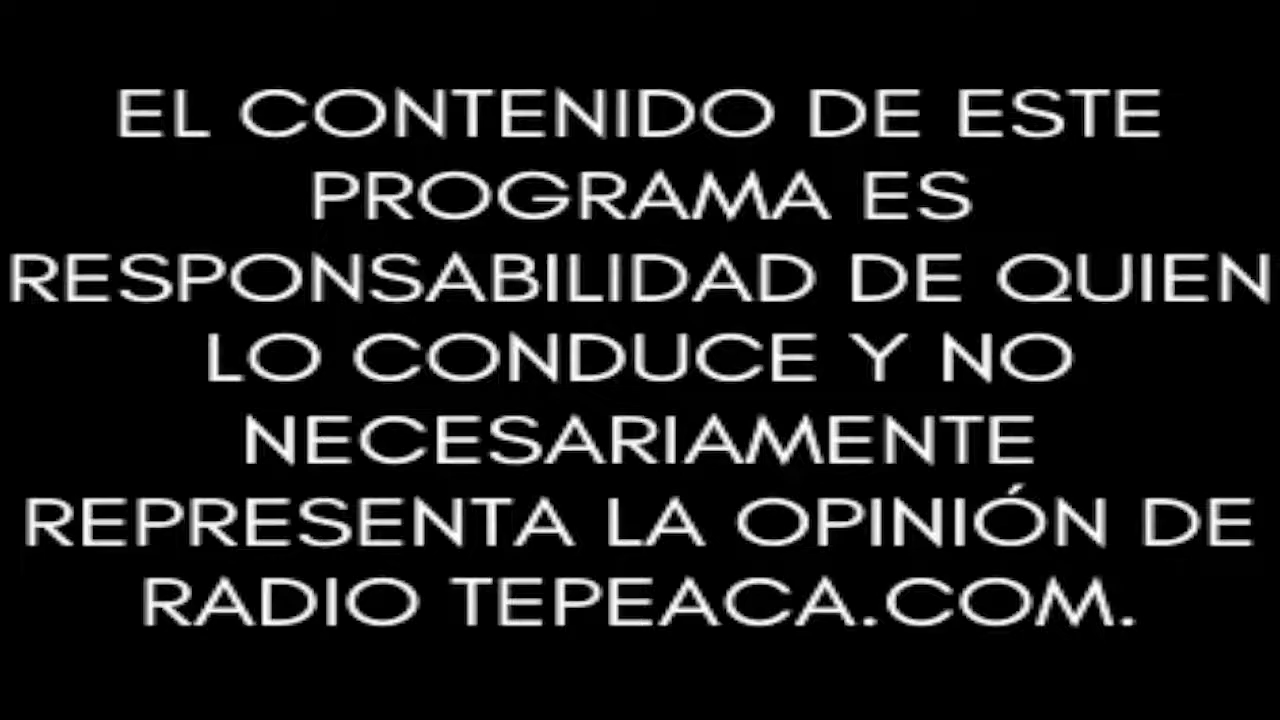 EL CONTENIDO DE ESTE
PROGRAMA ES
RESPONSABILIDAD DE QUIEN
LO CONDUCE Y NO
NECESARIAMENTE
REPRESENTA LA OPINIÓN DE
RADIO TEPEACA.COM.